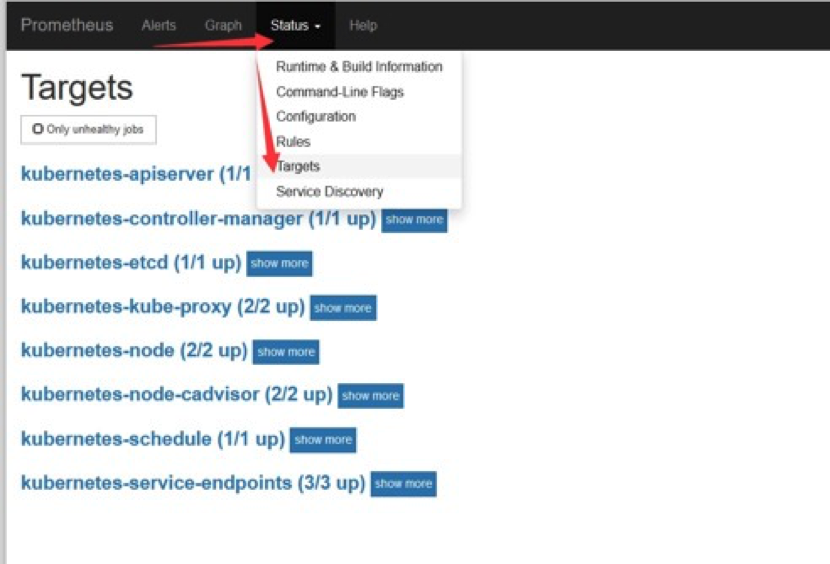 Prometheus Alerts Graph Status Help
Runtime & Build Information
Targets
Command-Line Flags
Configuration
Only unhealthy jobs
Rules
kubernetes-apiserver (1/1
Targets
Service Discovery
kubernetes-controller-manager (1/1 up) show more
kubernetes-etcd (1/1 up) show more
kubernetes-kube-proxy (2/2 up) show more
kubernetes-node (2/2 up) show more
kubernetes-node-cadvisor (2/2 up) show more
kubernetes-schedule (1/1 up) show more
kubernetes-service-endpoints (3/3 up) show more